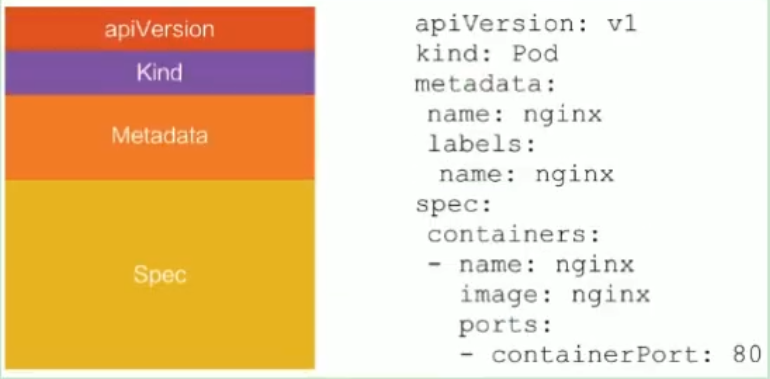 apiVersion
Kind
Metadata
Spec
apiVersion: v1
kind: Pod
metadata:
 name: nginx
 labels:
  name: nginx
spec:
 containers:
 - name: nginx
   image: nginx
   ports:
   - containerPort: 80